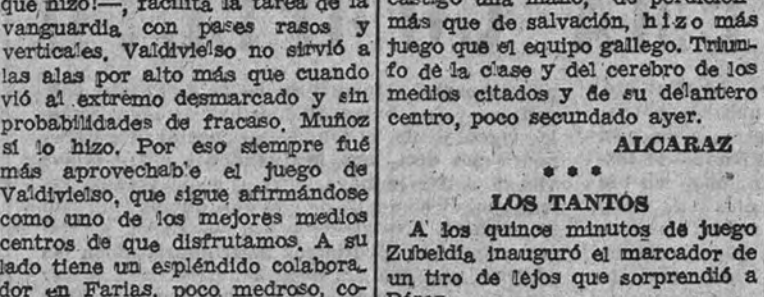 que hizo!—, facilita la tarea de la
vanguardia con pases rasos y
verticales. Valdivielso no sirvió a
las alas por alto más que cuando
vió al extremo desmarcado y sin
probabilidades de fracaso. Muñoz
sí lo hizo. Por eso siempre fué
más aprovechable el juego de
Valdivielso, que sigue afirmándose
como uno de los mejores medios
centros de que disfrutamos. A su
lado tiene un espléndido colabora-
dor en Farias, poco medroso, co-
castigó una mano, de perdición
más que de salvación, hizo más
juego que el equipo gallego. Triun-
fo de la clase y del cerebro de los
medios citados y de su delantero
centro, poco secundado ayer.
ALCARAZ
* * *
LOS TANTOS
A los quince minutos de juego
Zubeldía inauguró el marcador de
un tiro de lejos que sorprendió a